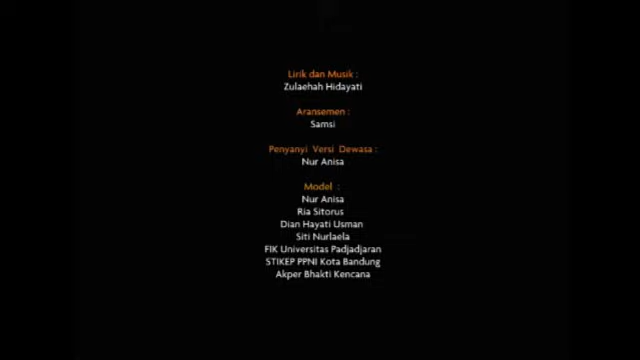 Lirik dan Musik :
Zulaehah Hidayati
Aransemen :
Samsi
Penyanyi Versi Dewasa :
Nur Anisa
Model :
Nur Anisa
Ria Sitorus
Dian Hayati Usman
Siti Nurlaela
FIK Universitas Padjadjaran
STIKEP PPNI Kota Bandung
Akper Bhakti Kencana